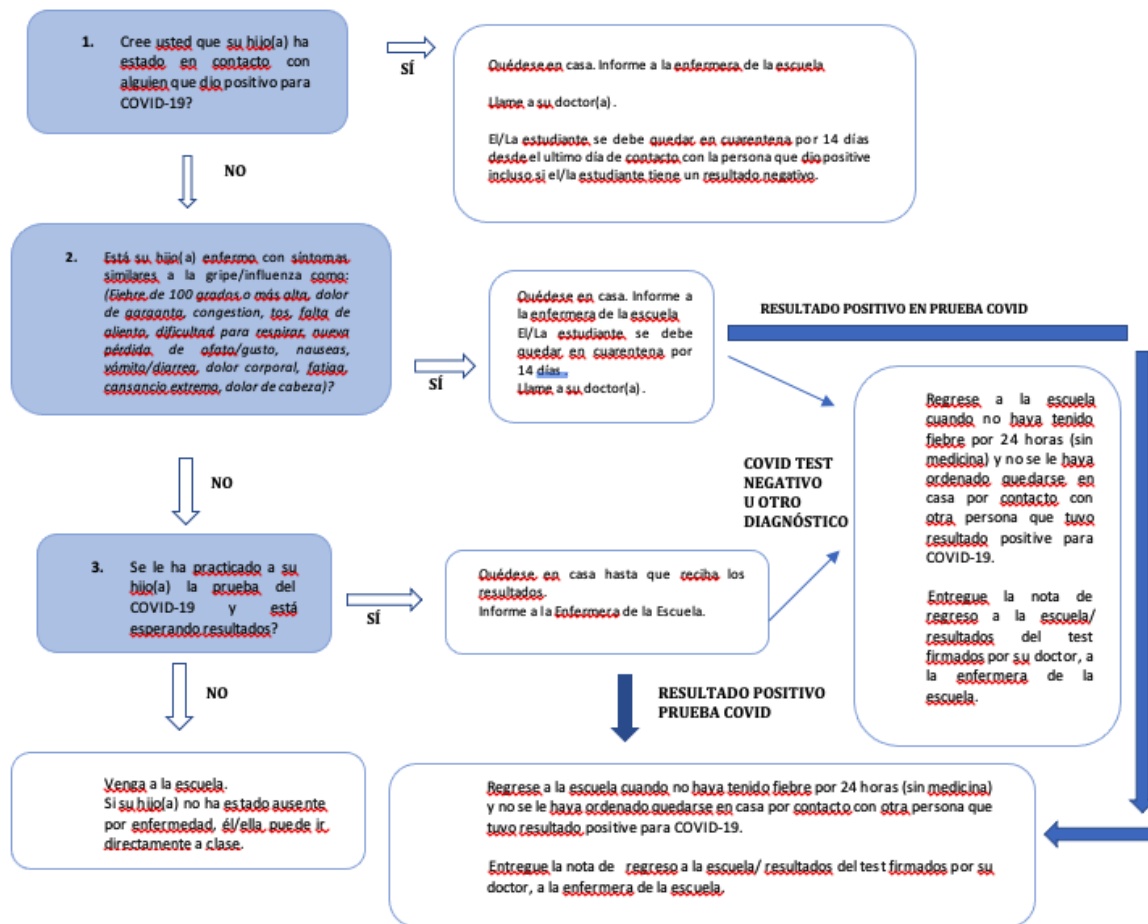 1. Cree usted que su hijo(a) ha
estado en contacto con
alguien que dio positivo para
COVID-19?
SÍ
Quédese en casa. Informe a la enfermera de la escuela
Llame a su doctor(a).
El/La estudiante se debe quedar en cuarentena por 14 días
desde el ultimo día de contacto con la persona que dio positive
incluso si el/la estudiante tiene un resultado negativo.
NO
2. Está su hijo(a) enfermo con síntomas
similares a la gripe/influenza como:
(Fiebre de 100 grados o más alta, dolor
de garganta, congestion, tos, falta de
aliento, dificultad para respirar, nueva
pérdida de ofato/gusto, nauseas,
vómito/diarrea, dolor corporal, fatiga,
cansancio extremo, dolor de cabeza)?
SÍ
Quédese en casa. Informe a
la enfermera de la escuela
El/La estudiante se debe
quedar en cuarentena por
14 días.
Llame a su doctor(a).
RESULTADO POSITIVO EN PRUEBA COVID
COVID TEST
NEGATIVO
U OTRO
DIAGNÓSTICO
Regrese a la escuela
cuando no haya tenido
fiebre por 24 horas (sin
medicina) y no se le haya
ordenado quedarse en
casa por contacto con
otra persona que tuvo
resultado positive para
COVID-19.
Entregue la nota de
regreso a la escuela/
resultados del test
firmados por su doctor, a
la enfermera de la
escuela.
NO
3. Se le ha practicado a su
hijo(a) la prueba del
COVID-19 y está
esperando resultados?
SÍ
Quédese en casa hasta que reciba los
resultados.
Informe a la Enfermera de la Escuela.
RESULTADO POSITIVO
PRUEBA COVID
NO
Venga a la escuela.
Si su hijo(a) no ha estado ausente
por enfermedad, él/ella puede ir
directamente a clase.
Regrese a la escuela cuando no haya tenido fiebre por 24 horas (sin medicina)
y no se le haya ordenado quedarse en casa por contacto con otra persona que
tuvo resultado positive para COVID-19.
Entregue la nota de regreso a la escuela/ resultados del test firmados por su
doctor, a la enfermera de la escuela.